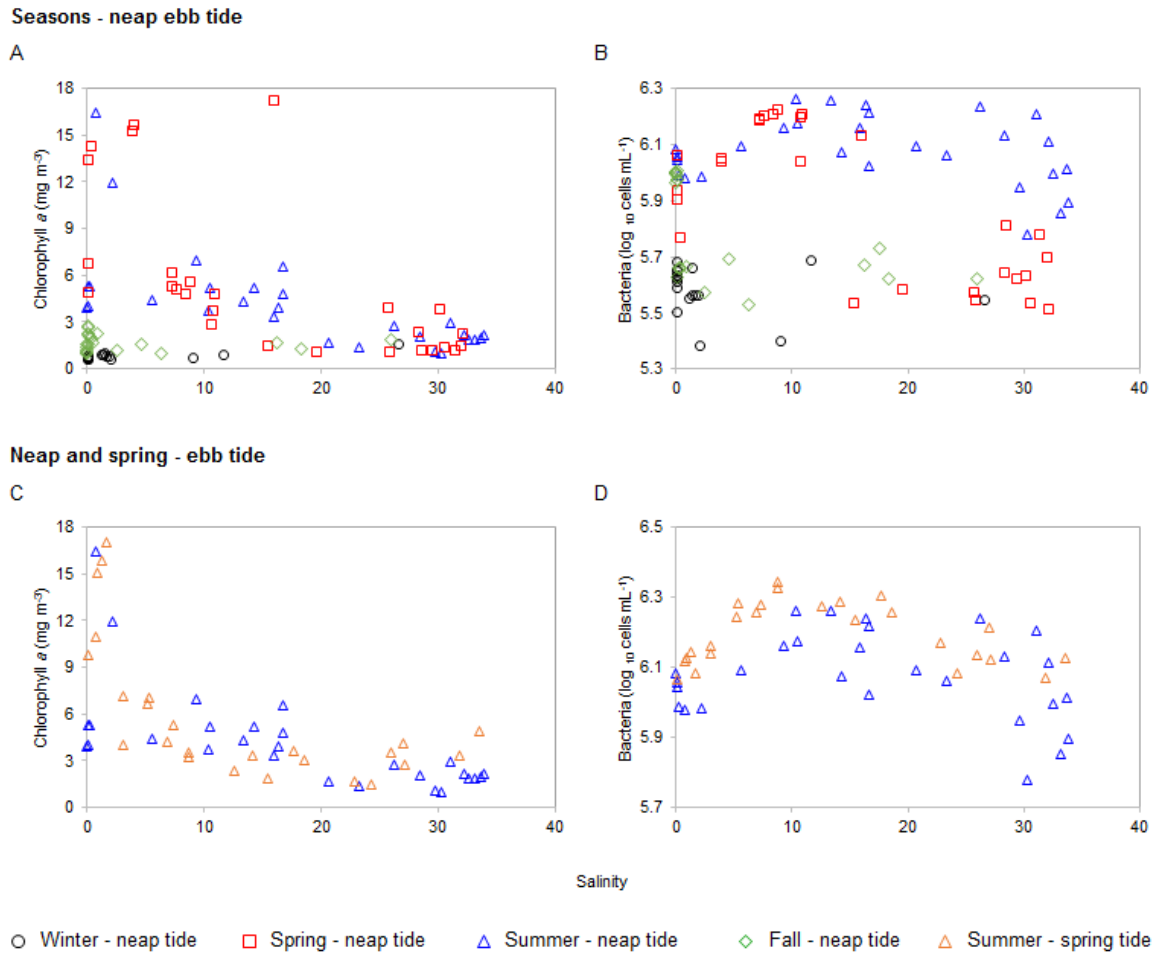 Seasons - neap ebb tide
A
B
Chlorophyll a (mg m-3)
18
15
12
9
6
3
0
0 10 20 30 40
Bacteria (log 10 cells mL-1)
6.3
6.1
5.9
5.7
5.5
5.3
0 10 20 30 40
Neap and spring - ebb tide
C
D
Chlorophyll a (mg m-3)
18
15
12
9
6
3
0
0 10 20 30 40
Bacteria (log 10 cells mL-1)
6.5
6.3
6.1
5.9
5.7
0 10 20 30 40
Salinity
Winter - neap tide Spring - neap tide Summer - neap tide Fall - neap tide Summer - spring tide